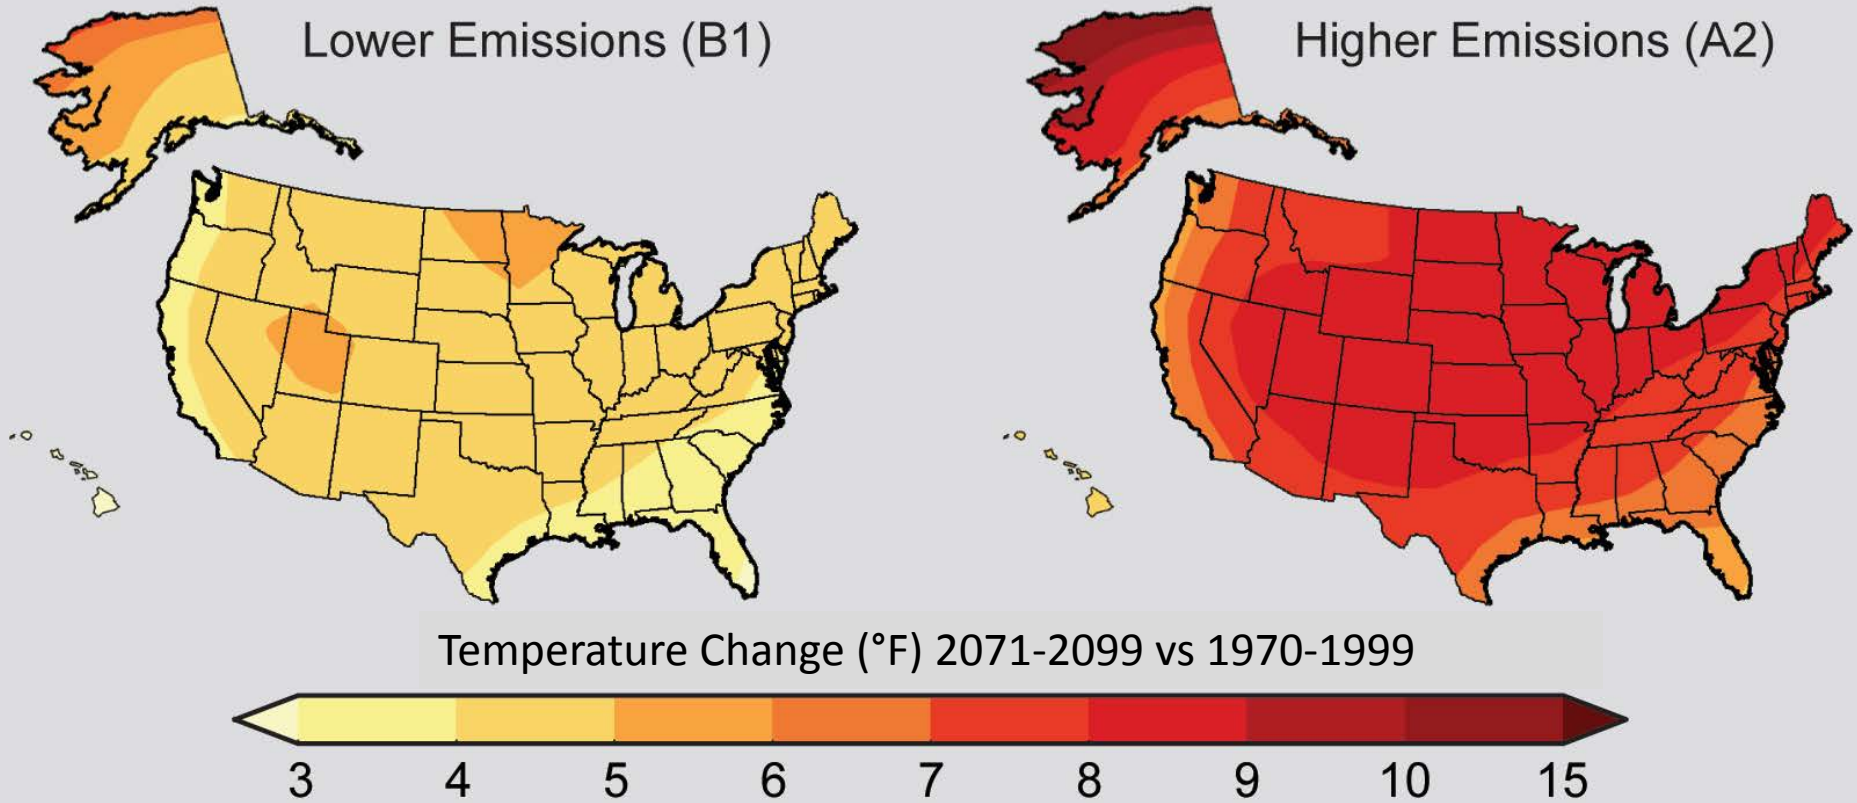 Lower Emissions (B1)
Higher Emissions (A2)
Temperature Change (°F) 2071-2099 vs 1970-1999
3 4 5 6 7 8 9 10 15